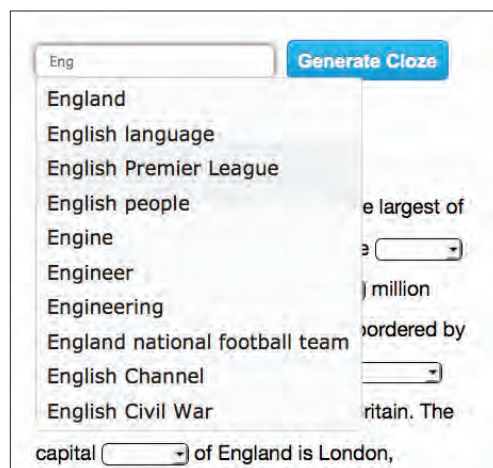 Eng
Generate Cloze
England
English language
English Premier League
English people
e largest of
Engine
e
Engineer
Engineering
million
England national football team
bordered by
English Channel
English Civil War
ritain. The
capital of England is London,